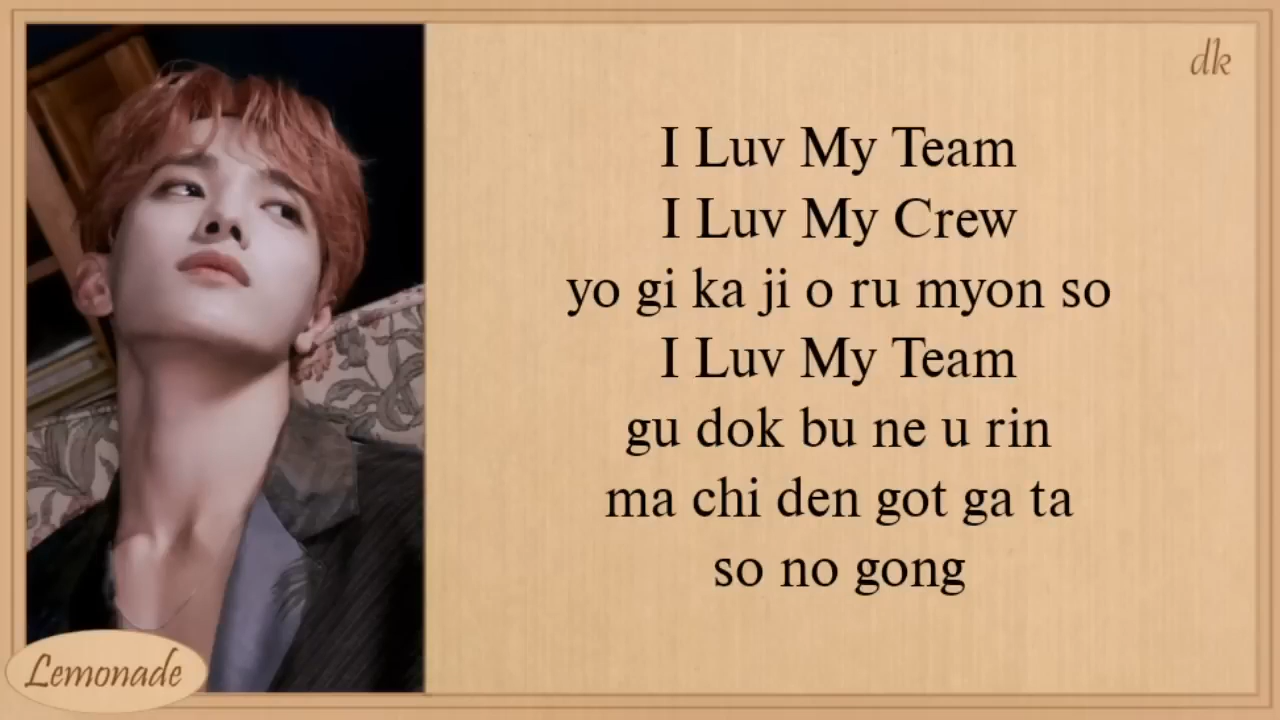 dk
I Luv My Team
I Luv My Crew
yo gi ka ji o ru myon so
I Luv My Team
gu dok bu ne u rin
ma chi den got ga ta
so no gong
Lemonade